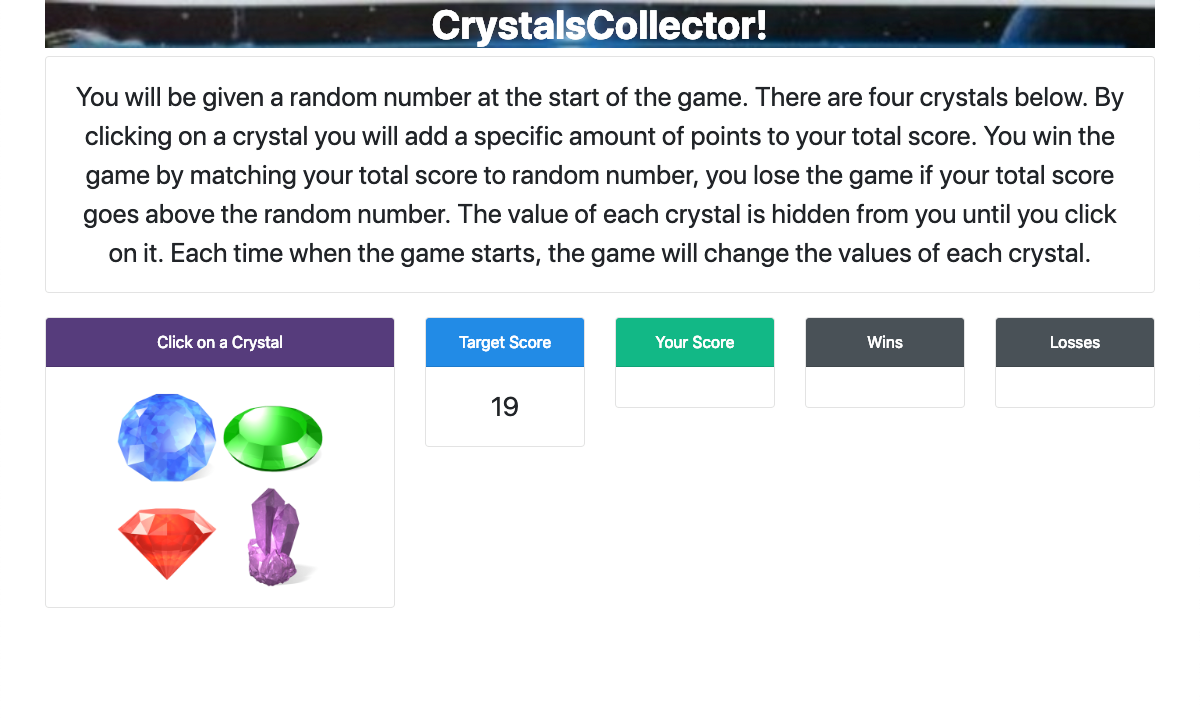 CrystalsCollector!
You will be given a random number at the start of the game. There are four crystals below. By
clicking on a crystal you will add a specific amount of points to your total score. You win the
game by matching your total score to random number, you lose the game if your total score
goes above the random number. The value of each crystal is hidden from you until you click
on it. Each time when the game starts, the game will change the values of each crystal.
Click on a Crystal
Target Score
Your Score
Wins
Losses
19